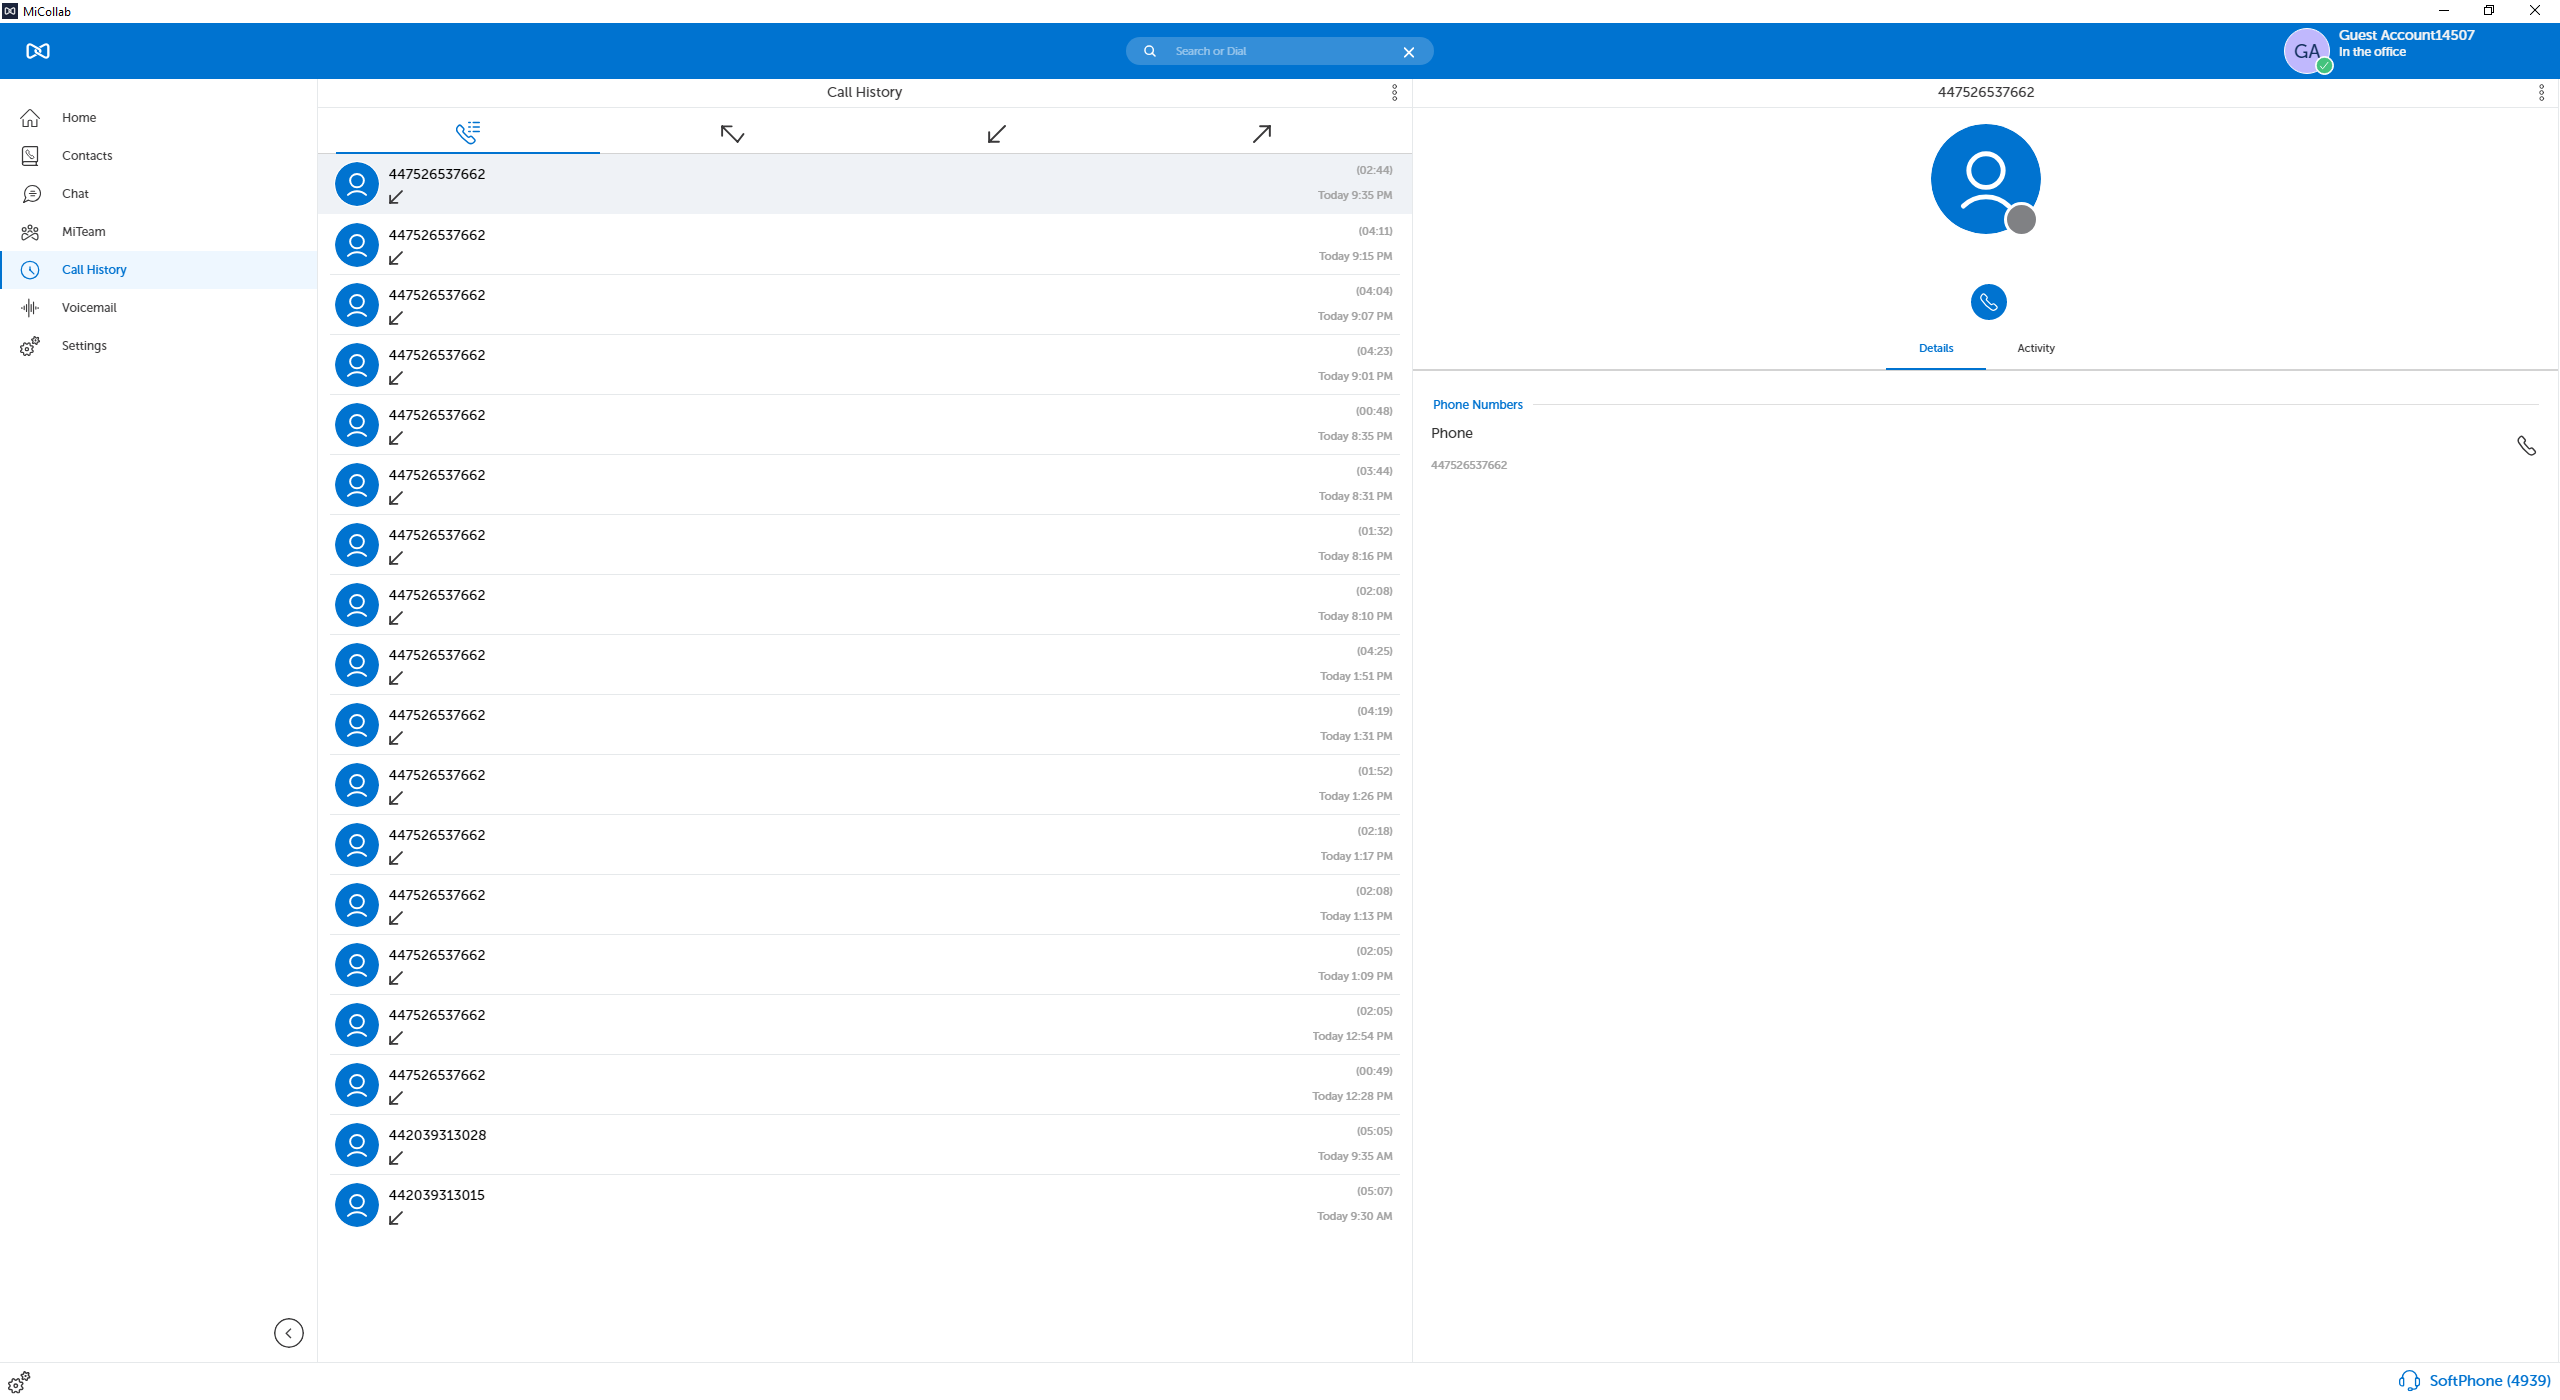 MiCollab
Search or Dial
GA
Guest Account14507
In the office
Home
Contacts
Chat
MiTeam
Call History
Voicemail
Settings
Call History
447526537662
(02:44)
Today 9:35 PM
447526537662
(04:11)
Today 9:15 PM
447526537662
(04:04)
Today 9:07 PM
447526537662
(04:23)
Today 9:01 PM
447526537662
(00:48)
Today 8:35 PM
447526537662
(03:44)
Today 8:31 PM
447526537662
(01:32)
Today 8:16 PM
447526537662
(02:08)
Today 8:10 PM
447526537662
(04:25)
Today 1:51 PM
447526537662
(04:19)
Today 1:31 PM
447526537662
(01:52)
Today 1:26 PM
447526537662
(02:18)
Today 1:17 PM
447526537662
(02:08)
Today 1:13 PM
447526537662
(02:05)
Today 1:09 PM
447526537662
(02:05)
Today 12:54 PM
447526537662
(00:49)
Today 12:28 PM
442039313028
(05:05)
Today 9:35 AM
442039313015
(05:07)
Today 9:30 AM
447526537662
Details
Activity
Phone Numbers
Phone
447526537662
SoftPhone (4939)